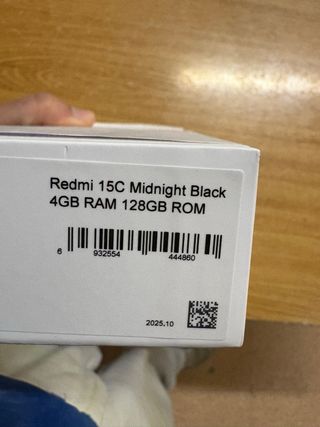 Redmi 15C Midnight Black
4GB RAM 128GB ROM
6 932554 444860
2025.10